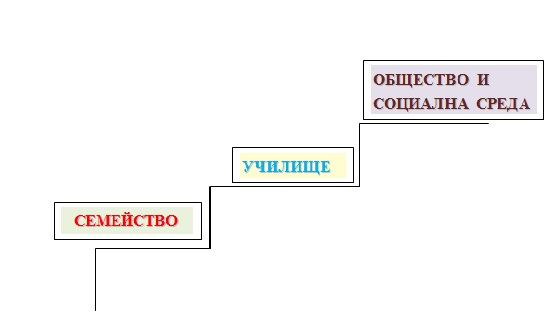 ОБЩЕСТВО И
СОЦИАЛНА СРЕДА
УЧИЛИЩЕ
СЕМЕЙСТВО